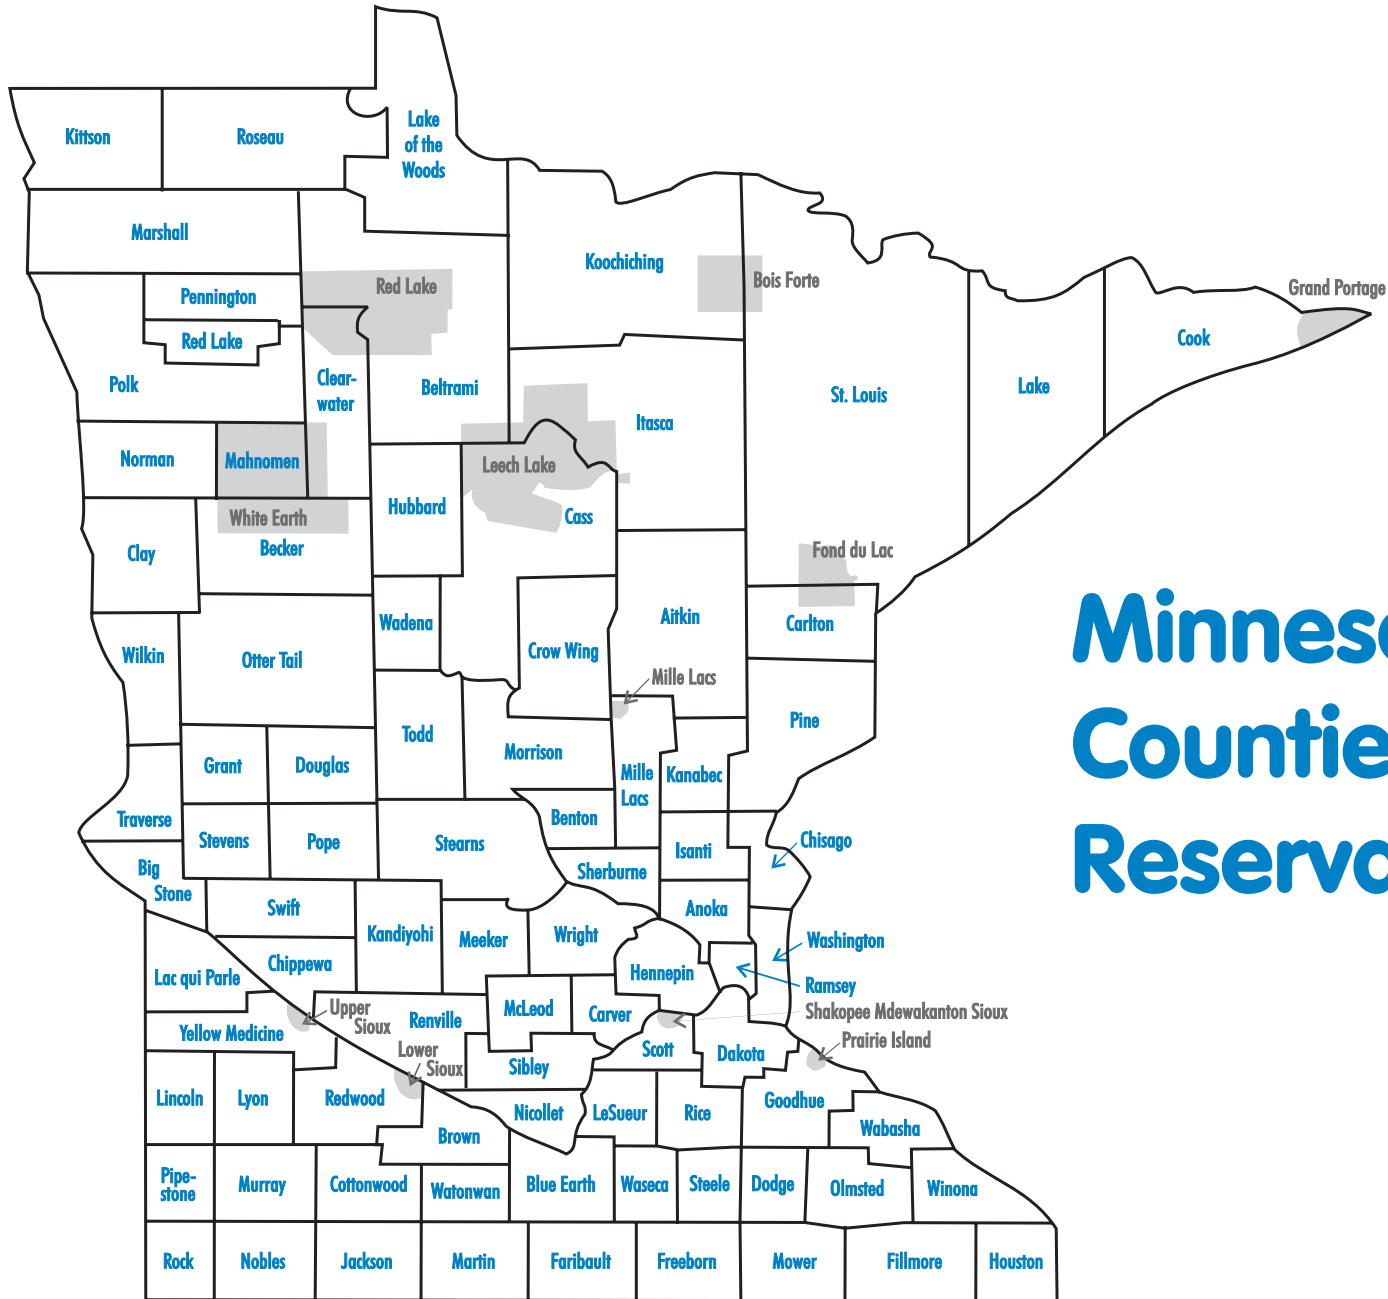 Kittson
Roseau
Lake
of the
Woods
Marshall
Koochiching
Bois Forte
Grand Portage
Red Lake
Pennington
Red Lake
Cook
Polk
Clear-
water
Beltrami
St. Louis
Lake
Itasca
Norman
Mahnomen
Leech Lake
Hubbard
Cass
White Earth
Becker
Clay
Fond du Lac
Wadena
Aitkin
Carlton
Wilkin
Otter Tail
Crow Wing
Mille Lacs
Pine
Todd
Morrison
Grant
Douglas
Mille
Lacs
Kanabec
Traverse
Benton
Stevens
Pope
Stearns
Isanti
Chisago
Big
Stone
Sherburne
Swift
Anoka
Kandiyohi
Meeker
Wright
Washington
Chippewa
Lac qui Parle
Hennepin
Ramsey
Upper
Sioux
Renville
McLeod
Carver
Shakopee Mdewakanton Sioux
Yellow Medicine
Prairie Island
Lower
Sioux
Scott
Dakota
Sibley
Lincoln
Lyon
Redwood
Nicollet
LeSueur
Rice
Goodhue
Brown
Wabasha
Pipe-
stone
Murray
Cottonwood
Watonwan
Blue Earth
Waseca
Steele
Dodge
Olmsted
Winona
Rock
Nobles
Jackson
Martin
Faribault
Freeborn
Mower
Fillmore
Houston